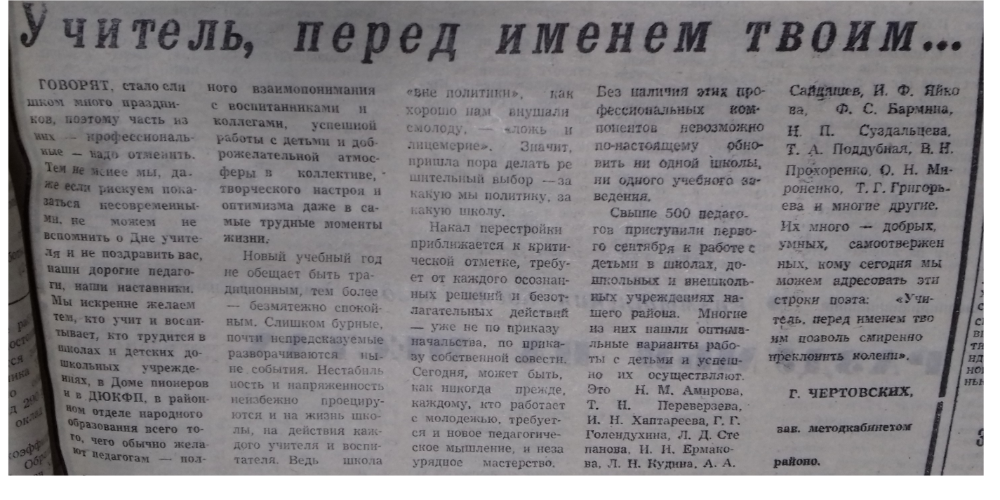 Учитель, перед именем твоим...
ГОВОРЯТ, стало сли
шком много праздни-
ков, поэтому часть из
них — профессиональ-
ные — надо отменить.
Тем не менее мы, да-
же если рискуем пока-
заться несовременны-
ми, не можем не
вспомнить о Дне учите-
ля и не поздравить вас,
наши дорогие педаго-
ги, наши наставники.
Мы искренне желаем
тем, кто учит и воспи-
тывает, кто трудится в
школах и детских до-
школьных учрежде-
ниях, в Доме пионеров
и в ДЮКФП, в район-
ном отделе народного
образования всего то-
го, чего обычно жела-
ют педагогам — пол-
ного взаимопонимания
с воспитанниками и
коллегами, успешной
работы с детьми и доб-
рожелательной атмос-
феры в коллективе,
творческого настроя и
оптимизма даже в са-
мые трудные моменты
жизни.
Новый учебный год
не обещает быть тра-
диционным, тем более
— безмятежно спокой-
ным. Слишком бурные,
почти непредсказуемые
разворачиваются ны-
не события. Нестабиль
ность и напряженность
неизбежно проециру-
ются и на жизнь шко-
лы, на действия каж-
дого учителя и воспи-
тателя. Ведь школа
«вне политики», как
хорошо нам внушали
смолоду, — «ложь и
лицемерие». Значит,
пришла пора делать ре
шительный выбор — за
какую мы политику, за
какую школу.
Накал перестройки
приближается к крити-
ческой отметке, требу-
ет от каждого осознан-
ных решений и безот-
лагательных действий
— уже не по приказу
начальства, по прика-
зу собственной совести.
Сегодня, может быть,
как никогда прежде,
каждому, кто работает
с молодежью, требует-
ся и новое педагогиче-
ское мышление, и неза
урядное мастерство.
Без наличия этих про-
фессиональных ком-
понентов невозможно
по-настоящему обно-
вить ни одной школы,
ни одного учебного за-
ведения.
Свыше 500 педаго-
гов приступили перво-
го сентября к работе с
детьми в школах, до-
школьных и внешколь-
ных учреждениях на-
шего района. Многие
из них нашли оптима-
льные варианты рабо-
ты с детьми и успеш-
но их осуществляют.
Это Н. М. Амирова,
Т. Н. Переверзева,
И. Н. Хаптареева, Г. Г.
Голендухина, Л. Д. Сте
панова, И. И. Ермако-
ва, Л. Н. Кудина, А. А.
Сайдяшев, И. Ф. Яйко
ва, Ф. С. Бармина,
Н. П. Суздальцева,
Т. А. Поддубная, В. Н.
Прохоренко, О. Н. Ми-
роненко, Т. Г. Григорь-
ева и многие другие.
Их много — добрых,
умных, самоотвержен
ных, кому сегодня мы
можем адресовать эти
строки поэта: «Учи-
тель, перед именем тво
им позволь смиренно
преклонить колени».
Г. ЧЕРТОВСКИХ,
зав. методкабинетом
районо.